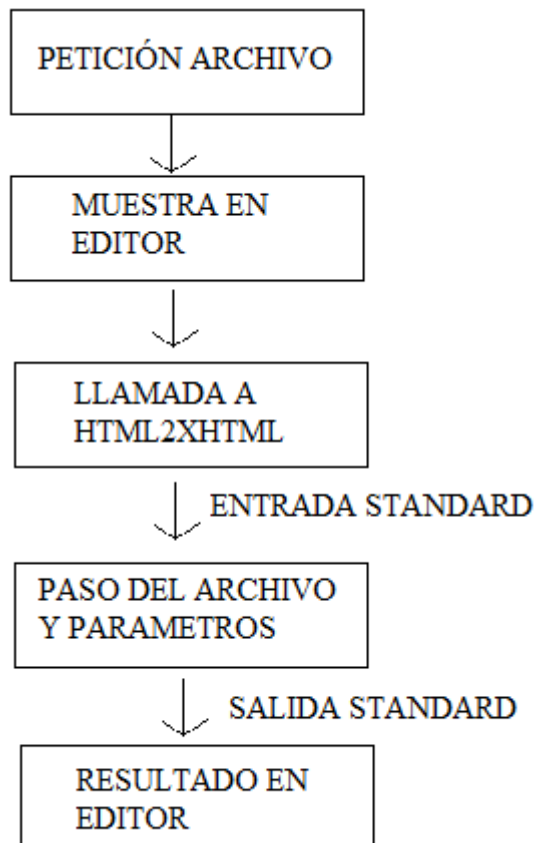 PETICIÓN ARCHIVO
MUESTRA EN
EDITOR
LLAMADA A
HTML2XHTML
ENTRADA STANDARD
PASO DEL ARCHIVO
Y PARAMETROS
SALIDA STANDARD
RESULTADO EN
EDITOR